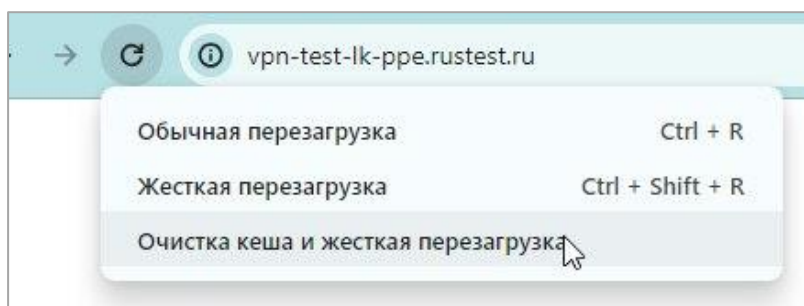 vpn-test-lk-ppe.rustest.ru
Обычная перезагрузка Ctrl + R
Жесткая перезагрузка Ctrl + Shift + R
Очистка кеша и жесткая перезагрузка